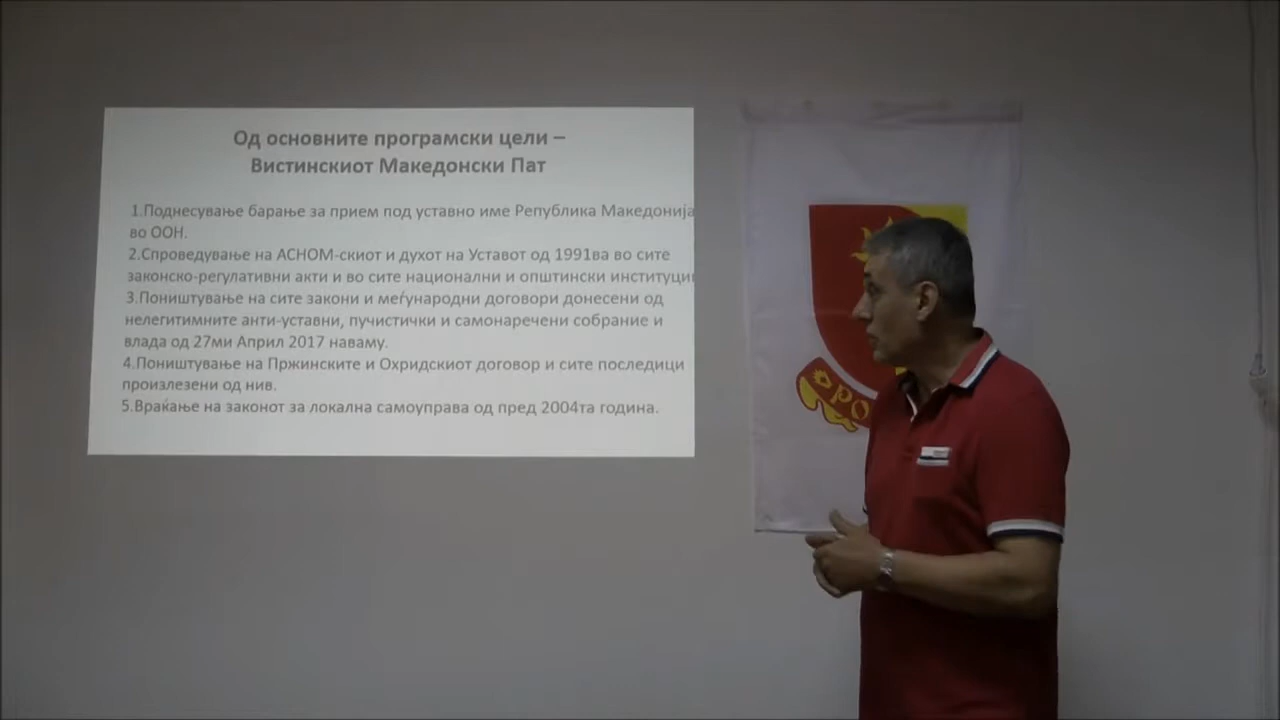 Од основните програмски цели –
Вистинскиот Македонски Пат
1.Поднесување барање за прием под уставно име Република Македонија
во ООН.
2.Спроведување на АСНОМ-скиот и духот на Уставот од 1991ва во сите
законско-регулативни акти и во сите национални и општински институции
3.Поништување на сите закони и меѓународни договори донесени од
нелегитимните анти-уставни, пучистички и самонаречени собрание и
влада од 27ми Април 2017 наваму.
4.Поништување на Пржинските и Охридскиот договор и сите последици
произлезени од нив.
5.Враќање на законот за локална самоуправа од пред 2004та година.